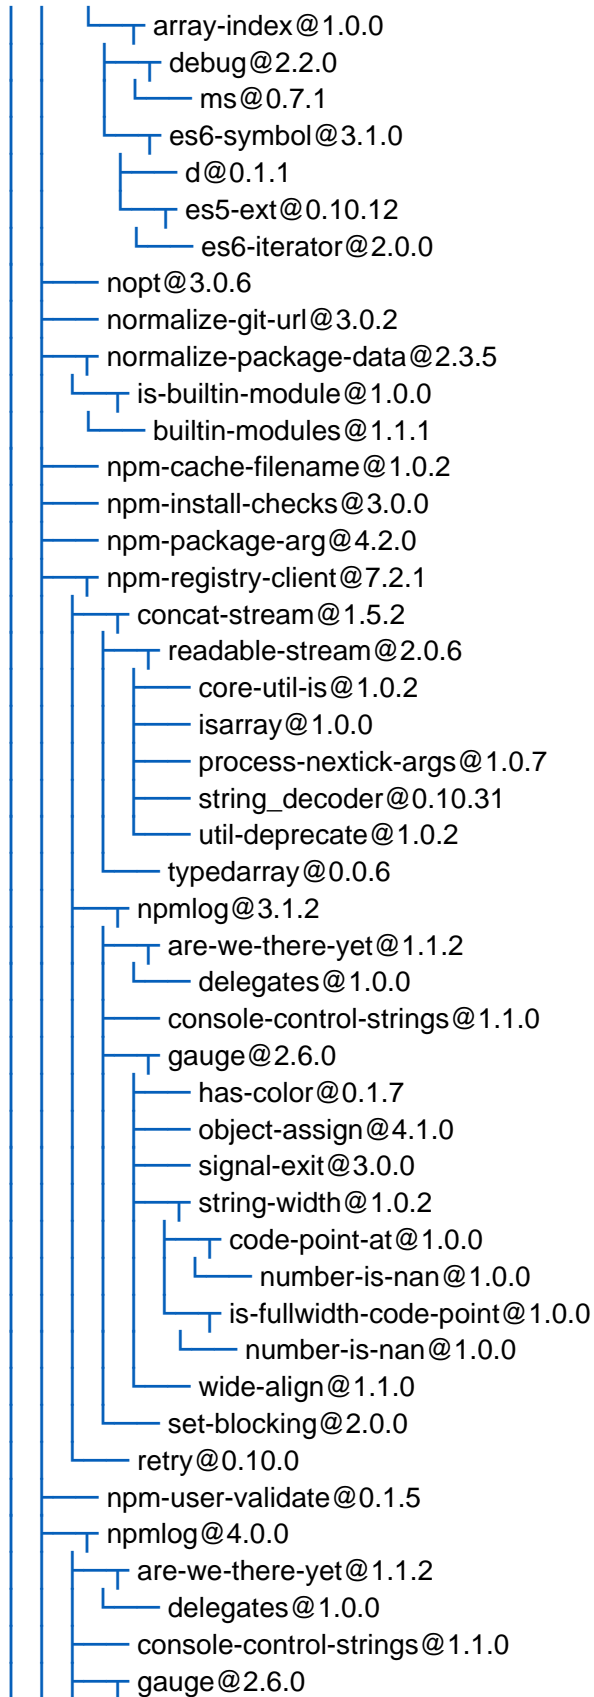 array-index@1.0.0
debug@2.2.0
ms@0.7.1
es6-symbol@3.1.0
d@0.1.1
es5-ext@0.10.12
es6-iterator@2.0.0
nopt@3.0.6
normalize-git-url@3.0.2
normalize-package-data@2.3.5
is-builtin-module@1.0.0
builtin-modules@1.1.1
npm-cache-filename@1.0.2
npm-install-checks@3.0.0
npm-package-arg@4.2.0
npm-registry-client@7.2.1
concat-stream@1.5.2
readable-stream@2.0.6
core-util-is@1.0.2
isarray@1.0.0
process-nextick-args@1.0.7
string_decoder@0.10.31
util-deprecate@1.0.2
typedarray@0.0.6
npmlog@3.1.2
are-we-there-yet@1.1.2
delegates@1.0.0
console-control-strings@1.1.0
gauge@2.6.0
has-color@0.1.7
object-assign@4.1.0
signal-exit@3.0.0
string-width@1.0.2
code-point-at@1.0.0
number-is-nan@1.0.0
is-fullwidth-code-point@1.0.0
number-is-nan@1.0.0
wide-align@1.1.0
set-blocking@2.0.0
retry@0.10.0
npm-user-validate@0.1.5
npmlog@4.0.0
are-we-there-yet@1.1.2
delegates@1.0.0
console-control-strings@1.1.0
gauge@2.6.0